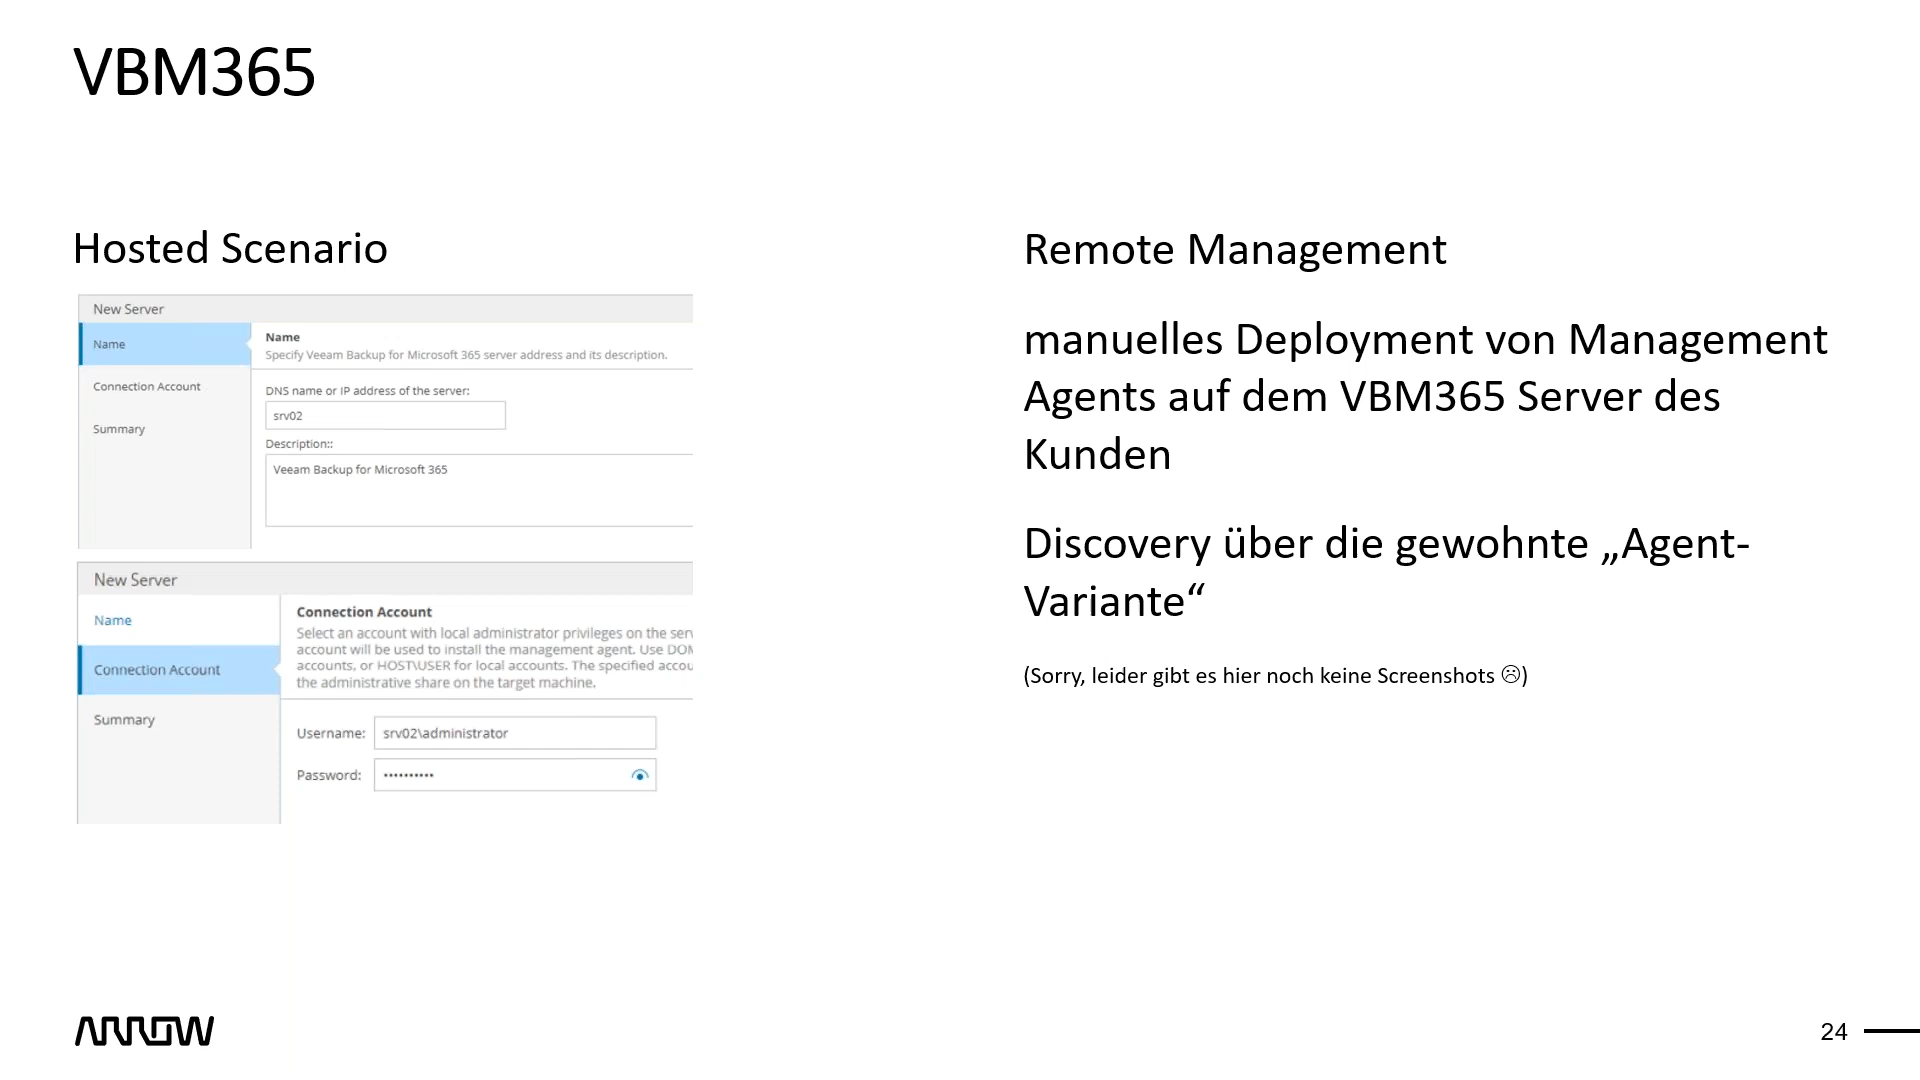 VBM365
Hosted Scenario
New Server
Name
Connection Account
Summary
Name
Specify Veeam Backup for Microsoft 365 server address and its description.
DNS name or IP address of the server:
srv02
Description::
Veeam Backup for Microsoft 365
New Server
Name
Connection Account
Summary
Connection Account
Select an account with local administrator privileges on the serv
account will be used to install the management agent. Use DOM
accounts, or HOST\USER for local accounts. The specified accou
the administrative share on the target machine.
Username: srv02\administrator
Password: ••••••••••
Remote Management
manuelles Deployment von Management
Agents auf dem VBM365 Server des
Kunden
Discovery über die gewohnte „Agent-
Variante“
(Sorry, leider gibt es hier noch keine Screenshots ☹)
ARROW
24